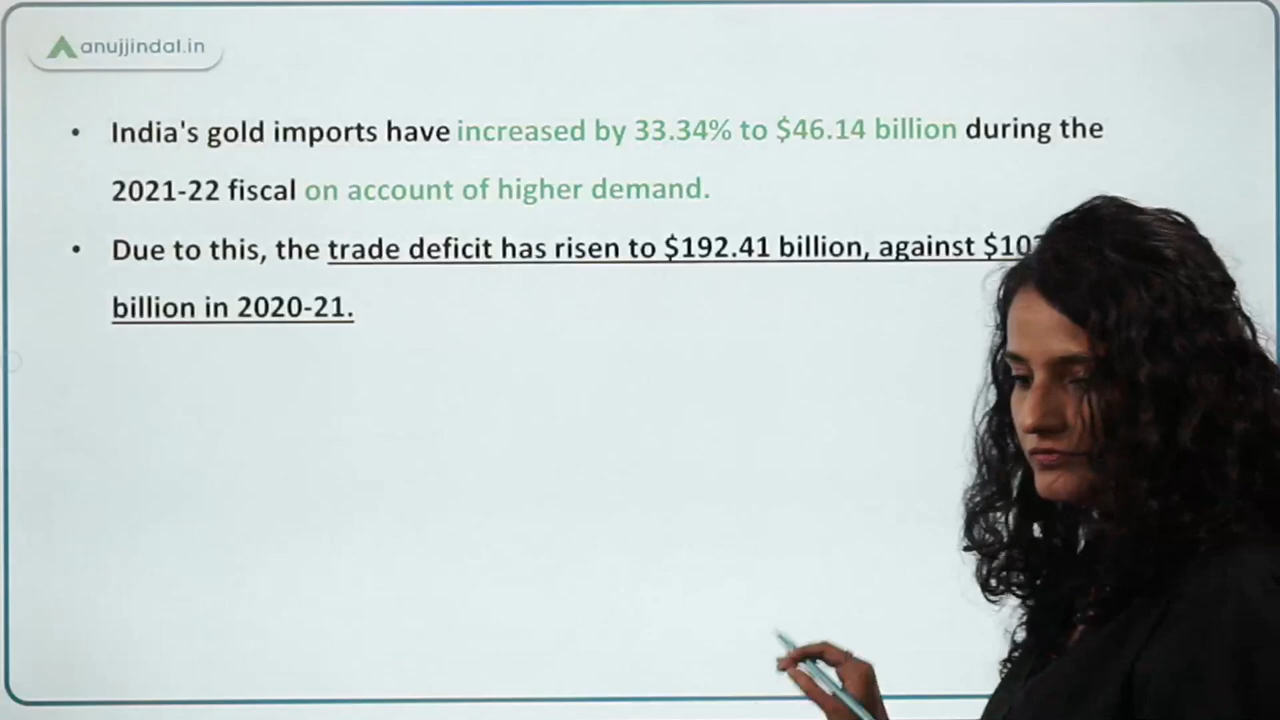 anujjindal.in
• India's gold imports have increased by 33.34% to $46.14 billion during the
2021-22 fiscal on account of higher demand.
• Due to this, the trade deficit has risen to $192.41 billion, against
billion in 2020-21.